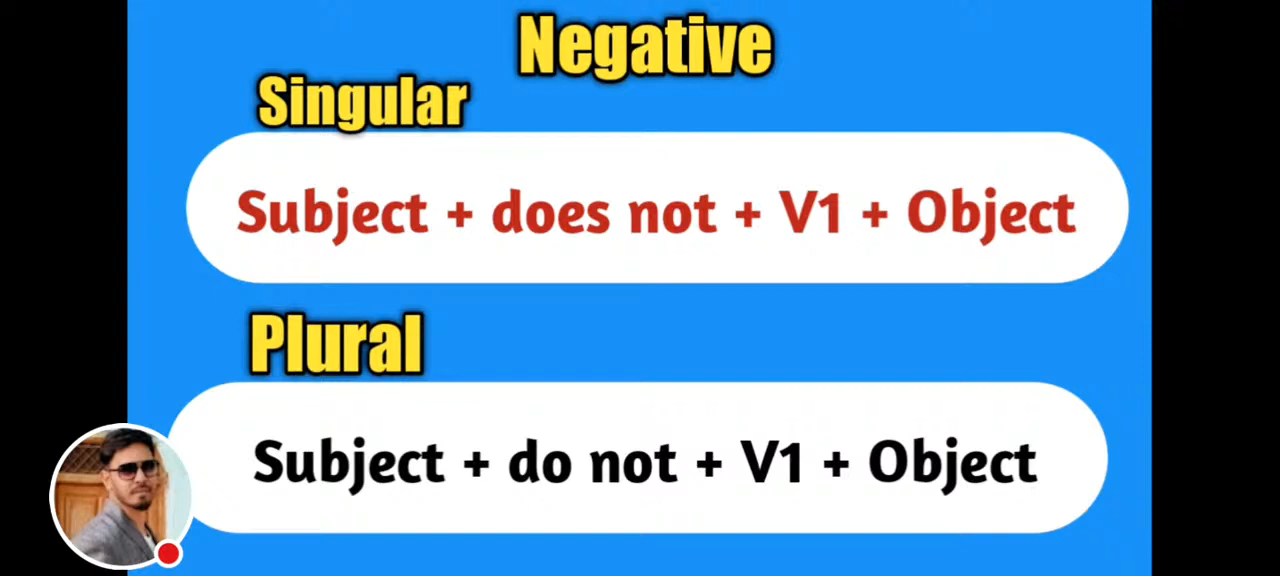 Negative
Singular
Subject + does not + V1 + Object
Plural
Subject + do not + V1 + Object